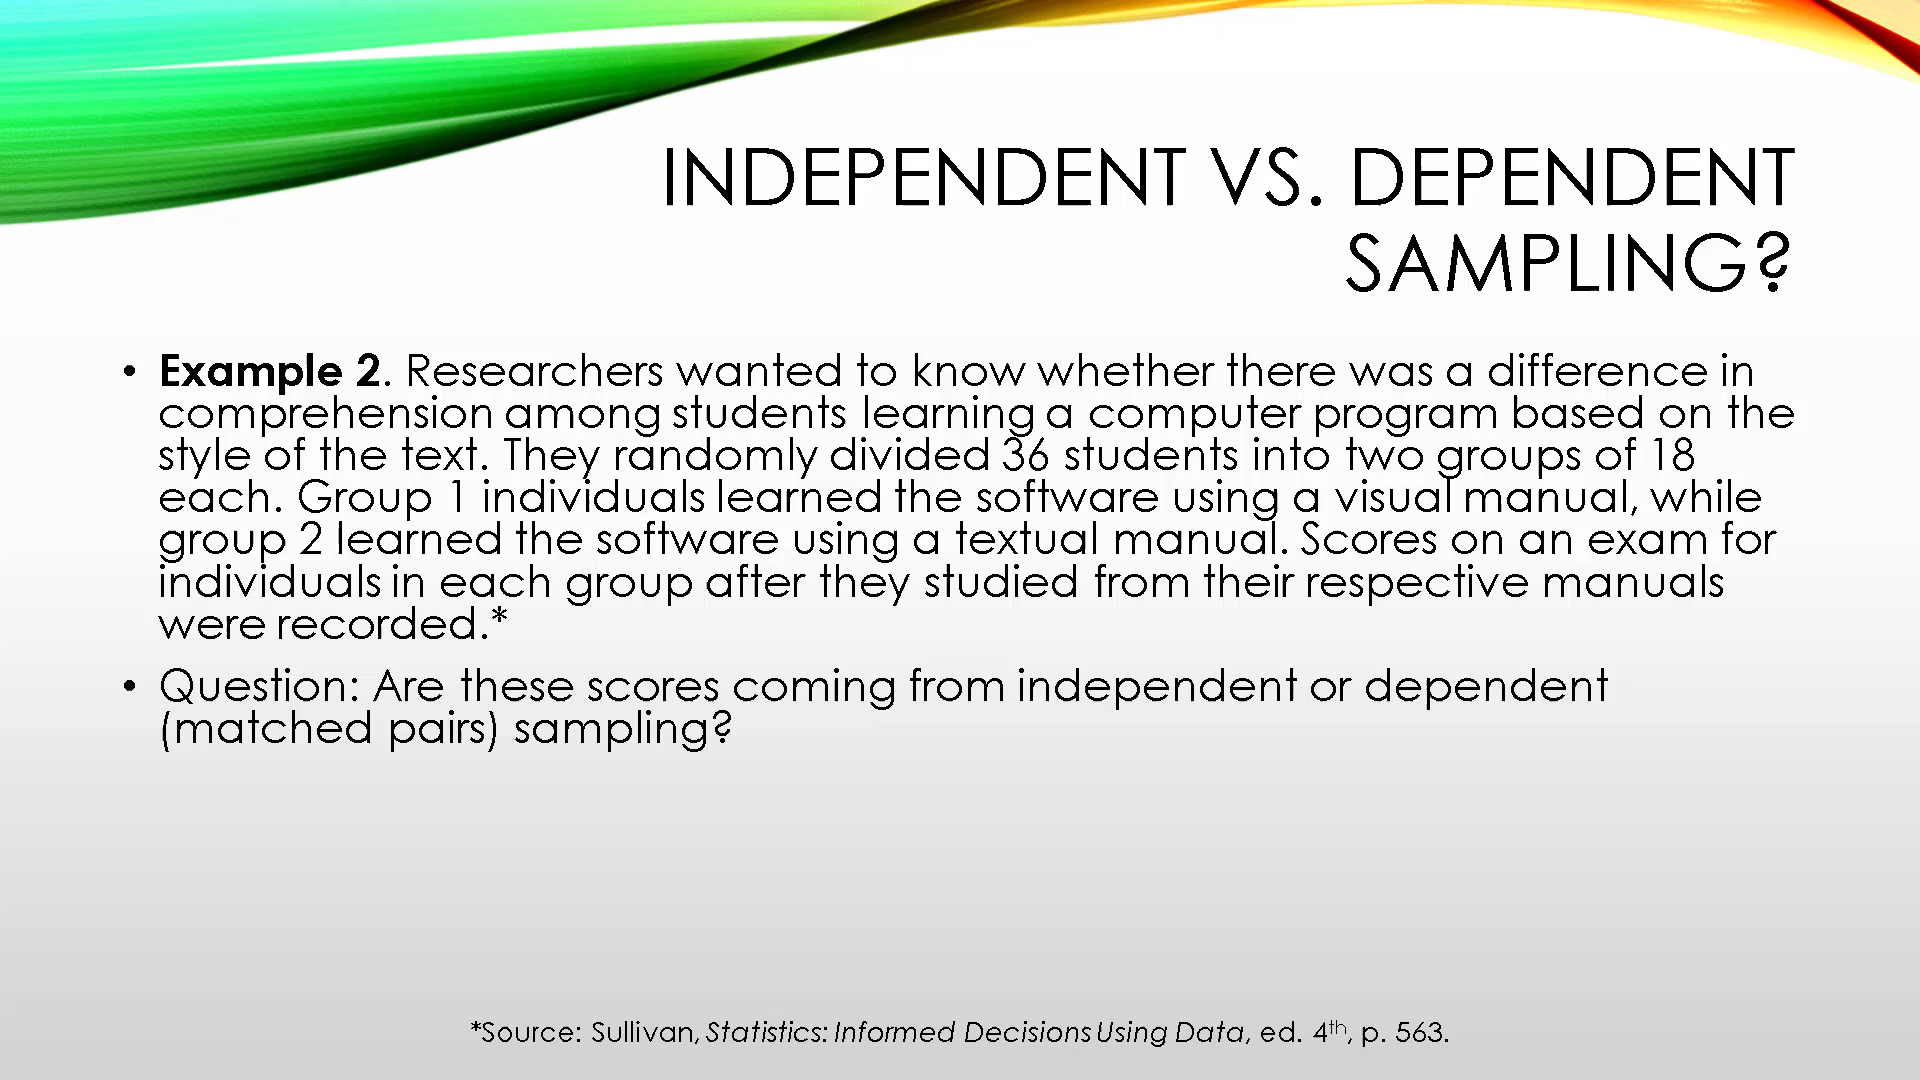 INDEPENDENT VS. DEPENDENT
SAMPLING?
• Example 2. Researchers wanted to know whether there was a difference in
comprehension among students learning a computer program based on the
style of the text. They randomly divided 36 students into two groups of 18
each. Group 1 individuals learned the software using a visual manual, while
group 2 learned the software using a textual manual. Scores on an exam for
individuals in each group after they studied from their respective manuals
were recorded.*
• Question: Are these scores coming from independent or dependent
(matched pairs) sampling?
*Source: Sullivan, Statistics: Informed Decisions Using Data, ed. 4th, p. 563.